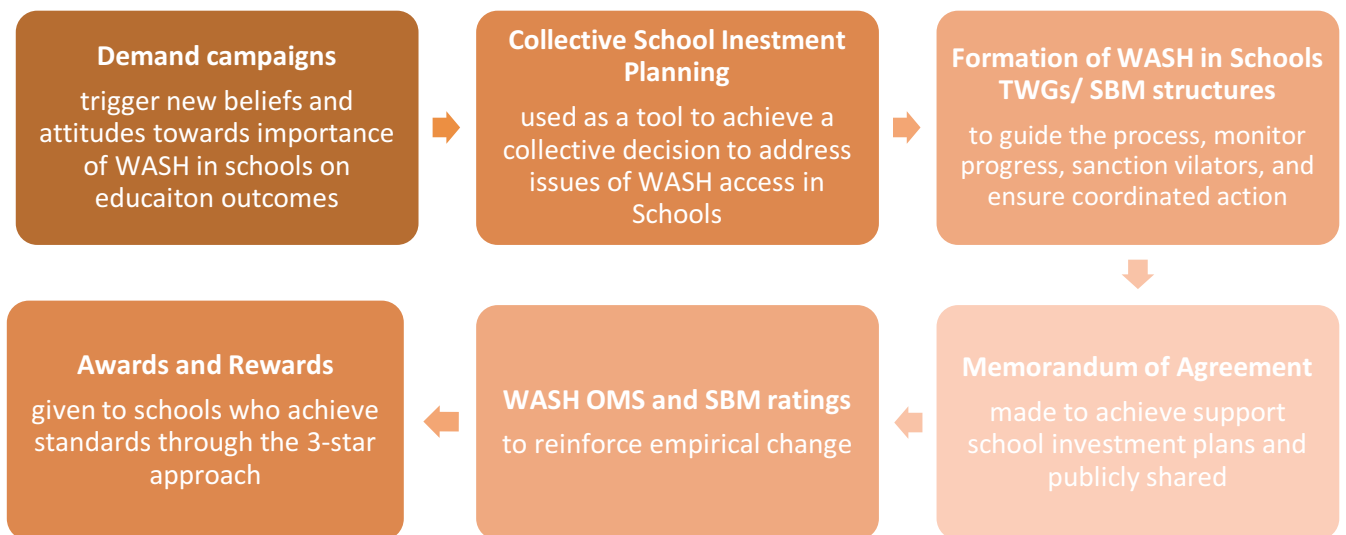 Demand campaigns
trigger new beliefs and
attitudes towards importance
of WASH in schools on
educaiton outcomes
Collective School Inestment
Planning
used as a tool to achieve a
collective decision to address
issues of WASH access in
Schools
Formation of WASH in Schools
TWGs/ SBM structures
to guide the process, monitor
progress, sanction vilators, and
ensure coordinated action
Memorandum of Agreement
made to achieve support
school investment plans and
publicly shared
WASH OMS and SBM ratings
to reinforce empirical change
Awards and Rewards
given to schools who achieve
standards through the 3-star
approach